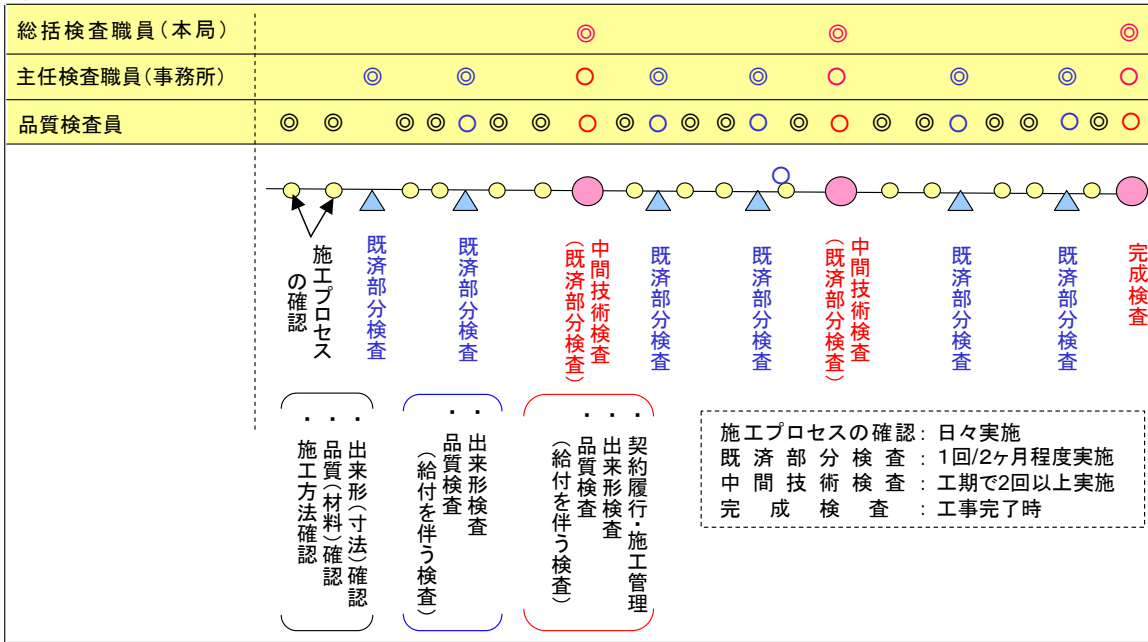 総括検査職員(本局)
◎ ◎ ◎
主任検査職員(事務所)
◎ ◎ ○ ◎ ◎ ○ ◎ ◎ ○
品質検査員
◎ ◎ ◎ ◎ ○ ◎ ◎ ○ ◎ ○ ◎ ◎ ○ ◎ ○ ◎ ◎ ○ ◎ ◎ ○ ◎ ○
施工プロセス
の確認
既済部分検査
既済部分検査
中間技術検査
(既済部分検査)
既済部分検査
既済部分検査
中間技術検査
(既済部分検査)
既済部分検査
既済部分検査
完成検査
・出来形(寸法)確認
・品質(材料)確認
・施工方法確認
・出来形検査
・品質検査
(給付を伴う検査)
・契約履行・施工管理
・出来形検査
・品質検査
(給付を伴う検査)
施工プロセスの確認:日々実施
既済部分検査:1回/2ヶ月程度実施
中間技術検査:工期で2回以上実施
完成検査:工事完了時